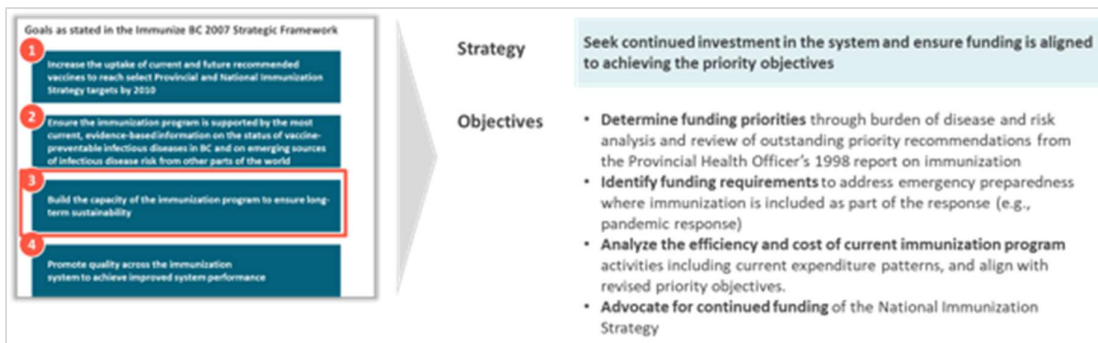 Goals as stated in the Immunize BC 2007 Strategic Framework
1
Increase the uptake of current and future recommended
vaccines to reach select Provincial and National Immunization
Strategy targets by 2010
2
Ensure the immunization program is supported by the most
current, evidence-based information on the status of vaccine-
preventable infectious diseases in BC and on emerging sources
of infectious disease risk from other parts of the world
3
Build the capacity of the immunization program to ensure long-
term sustainability
4
Promote quality across the immunization
system to achieve improved system performance
Strategy
Seek continued investment in the system and ensure funding is aligned
to achieving the priority objectives
Objectives
• Determine funding priorities through burden of disease and risk
analysis and review of outstanding priority recommendations from
the Provincial Health Officer's 1998 report on immunization
• Identify funding requirements to address emergency preparedness
where immunization is included as part of the response (e.g.,
pandemic response)
• Analyze the efficiency and cost of current immunization program
activities including current expenditure patterns, and align with
revised priority objectives.
• Advocate for continued funding of the National Immunization
Strategy